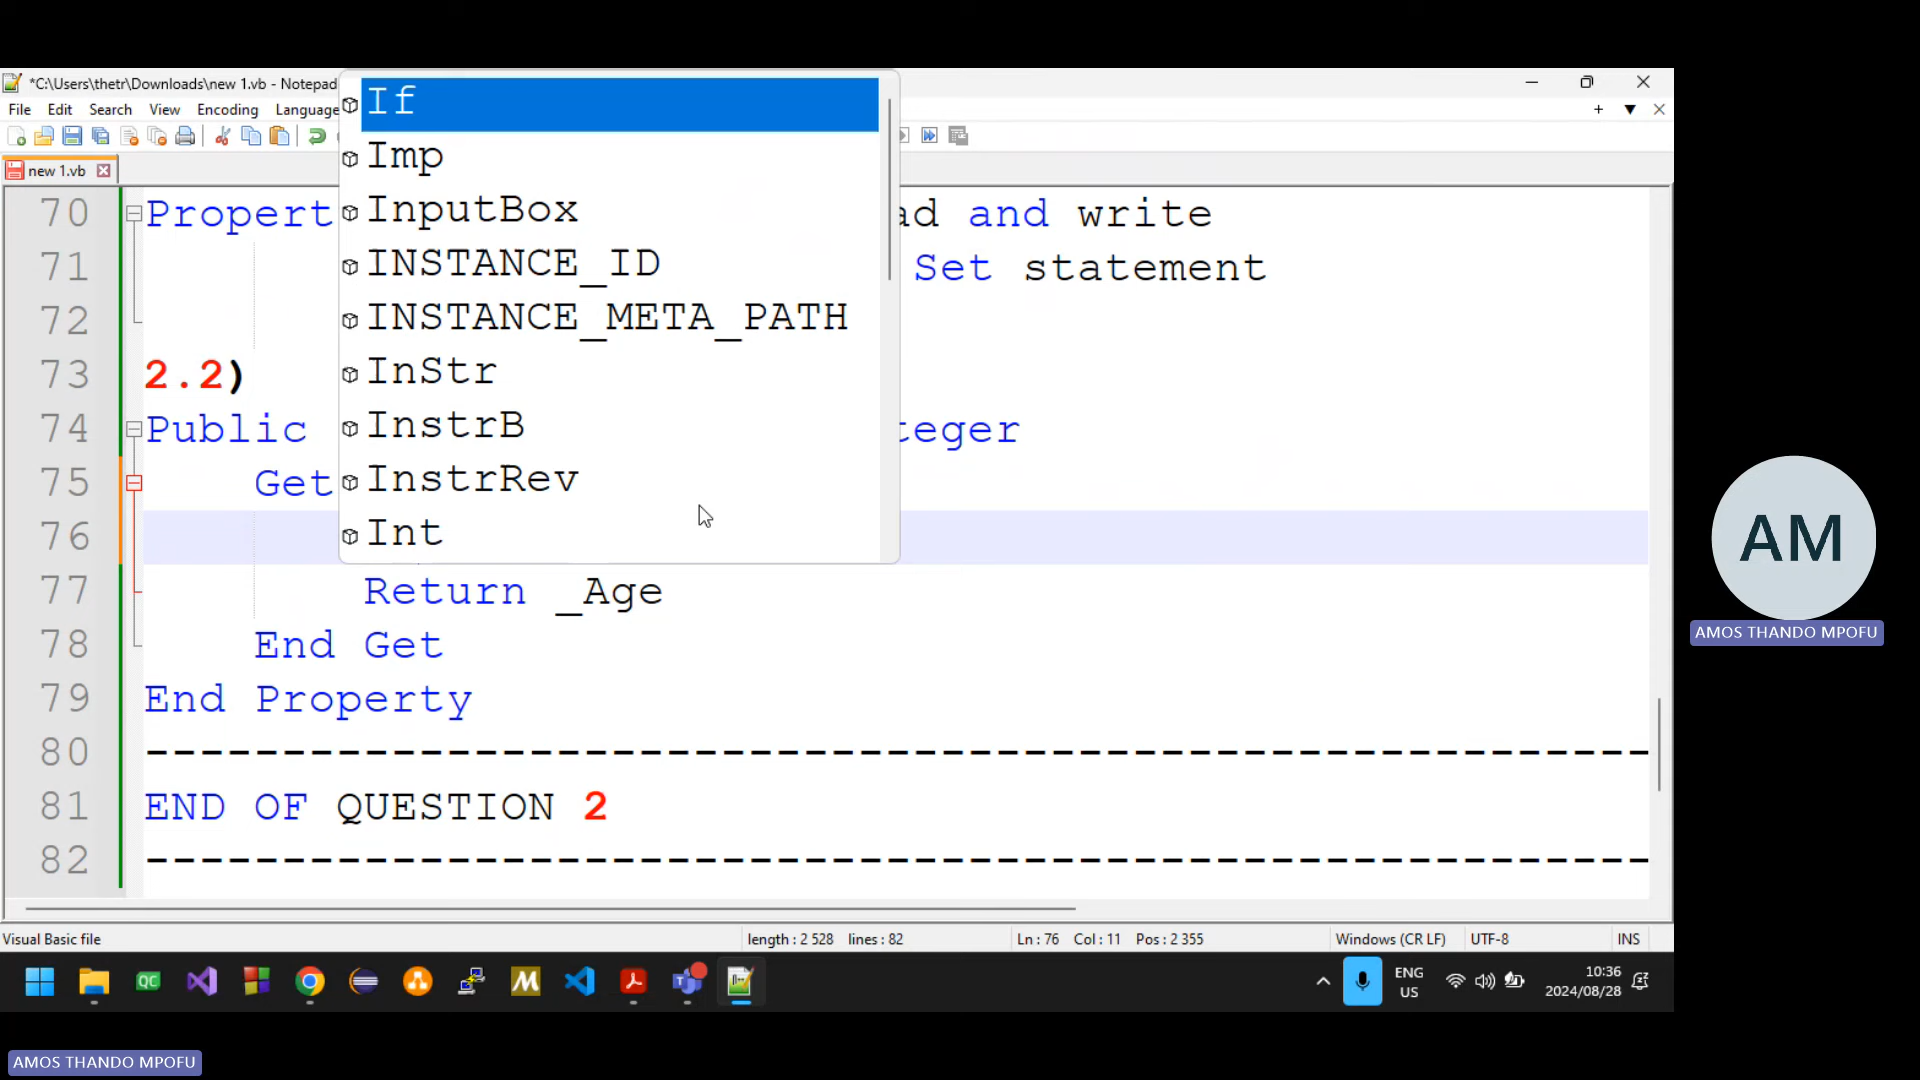 *C:\Users\thetr\Downloads\new 1.vb - Notepad
File Edit Search View Encoding Language
+ ▼ ×
new 1.vb
If
Imp
InputBox
INSTANCE_ID
INSTANCE_META_PATH
InStr
InstrB
InstrRev
Int
70 Propert ad and write
71 Set statement
72
73 2.2)
74 Public teger
75 Get
76
77 Return _Age
78 End Get
79 End Property
80 --------------------------------------------------------
81 END OF QUESTION 2
82 --------------------------------------------------------
Visual Basic file length : 2 528 lines : 82 Ln : 76 Col : 11 Pos : 2 355 Windows (CR LF) UTF-8 INS
QC
ENG
US
10:36
2024/08/28
AM
AMOS THANDO MPOFU
AMOS THANDO MPOFU